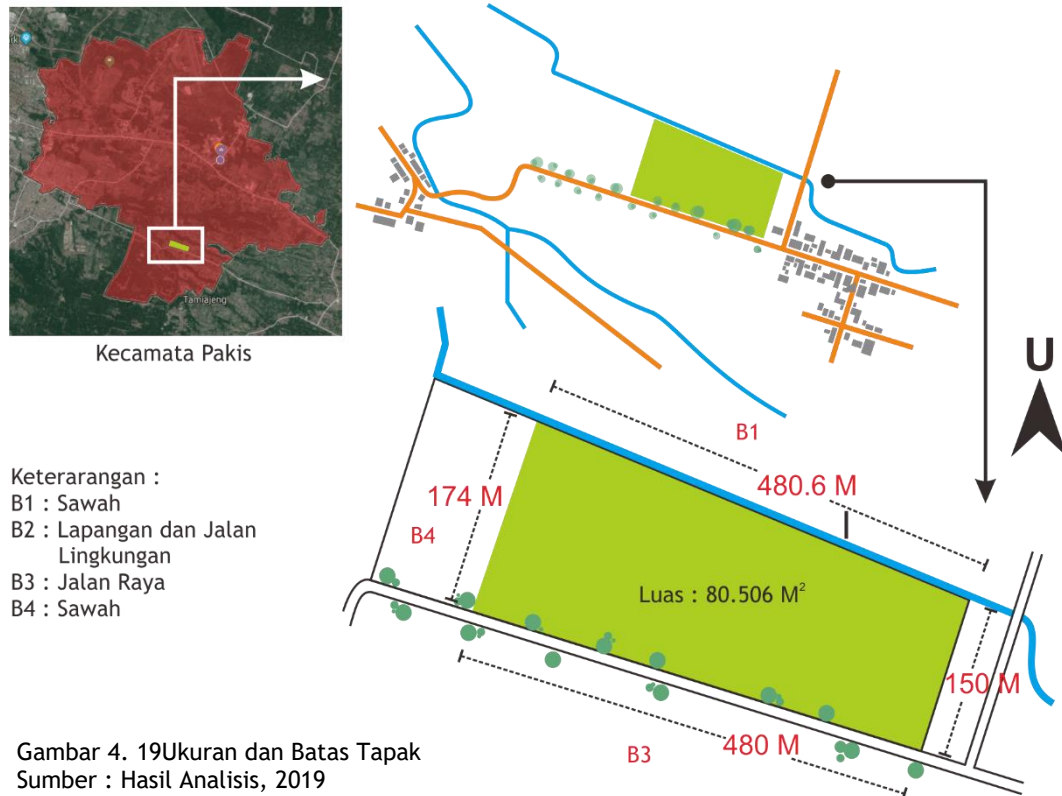 Tamiajeng
Kecamata Pakis
U
B1
480.6 M
174 M
B4
Keterarangan :
B1 : Sawah
B2 : Lapangan dan Jalan
Lingkungan
B3 : Jalan Raya
B4 : Sawah
Luas : 80.506 M²
150 M
480 M
B3
Gambar 4. 19Ukuran dan Batas Tapak
Sumber : Hasil Analisis, 2019